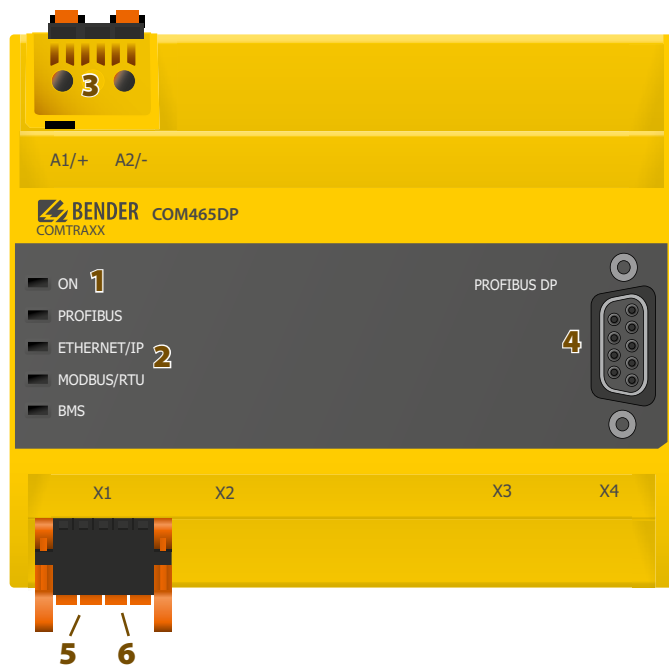 3
A1/+ A2/-
BENDER COM465DP
COMTRAXX
ON 1
PROFIBUS DP
PROFIBUS
ETHERNET/IP 2
4
MODBUS/RTU
BMS
X1 X2 X3 X4
5 6